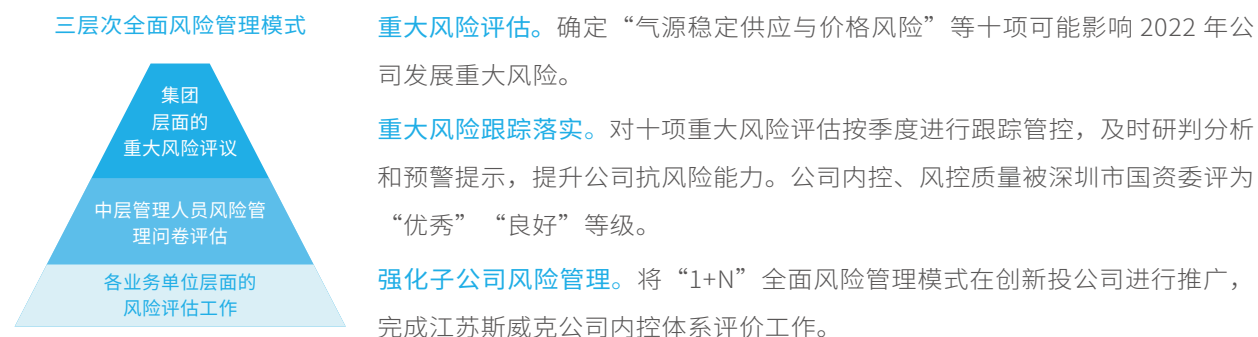 三层次全面风险管理模式
集团
层面的
重大风险评议
中层管理人员风险管
理问卷评估
各业务单位层面的
风险评估工作
重大风险评估。确定“气源稳定供应与价格风险”等十项可能影响 2022 年公
司发展重大风险。
重大风险跟踪落实。对十项重大风险评估按季度进行跟踪管控，及时研判分析
和预警提示，提升公司抗风险能力。公司内控、风控质量被深圳市国资委评为
“优秀”“良好”等级。
强化子公司风险管理。将“1+N”全面风险管理模式在创新投公司进行推广，
完成江苏斯威克公司内控体系评价工作。